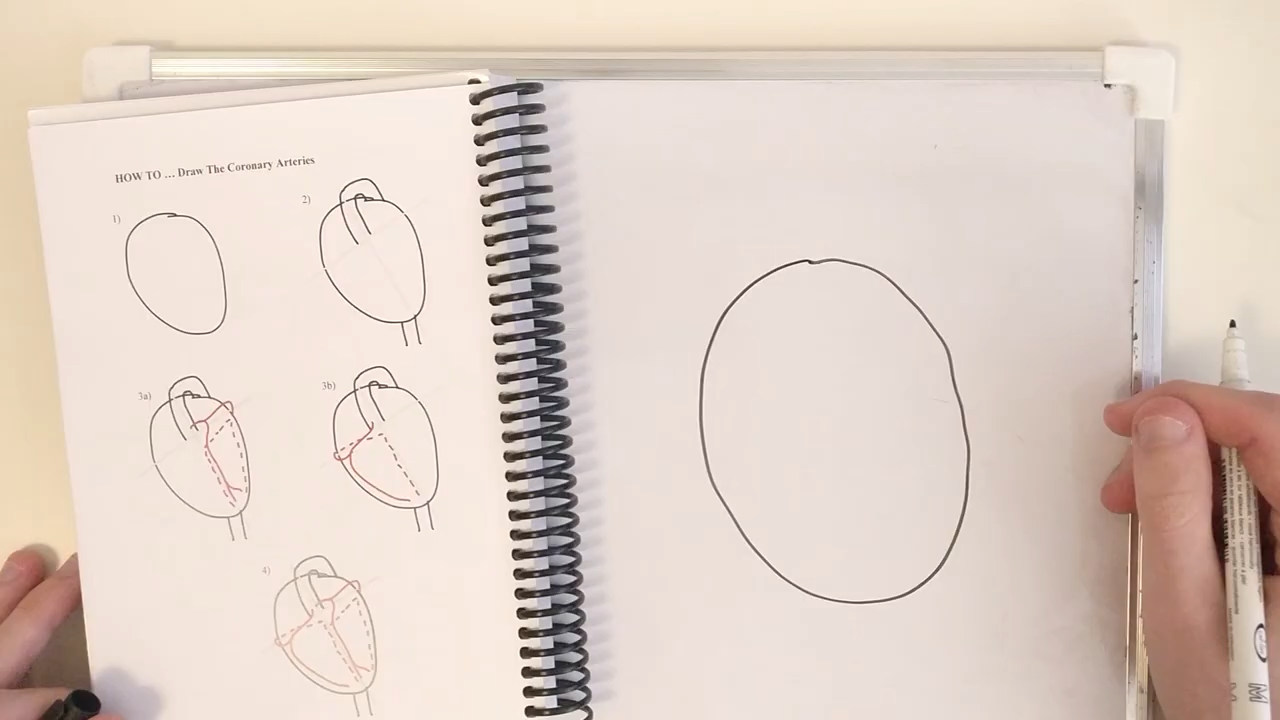 HOW TO ... Draw The Coronary Arteries
1)
2)
3a)
3b)
4)
M